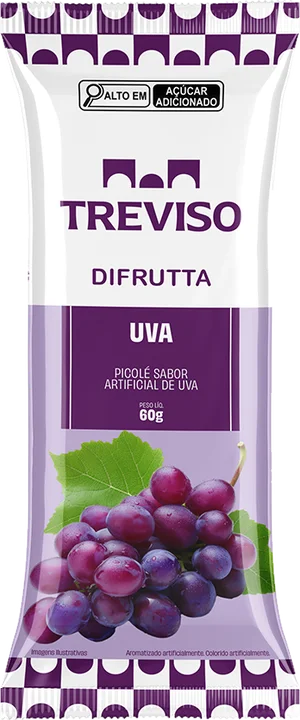 ALTO EM
AÇÚCAR
ADICIONADO
TREVISO
DIFRUTTA
UVA
PICOLÉ SABOR
ARTIFICIAL DE UVA
PESO LÍQ.
60g
Imagens Ilustrativas
Aromatizado artificialmente. Colorido artificialmente.